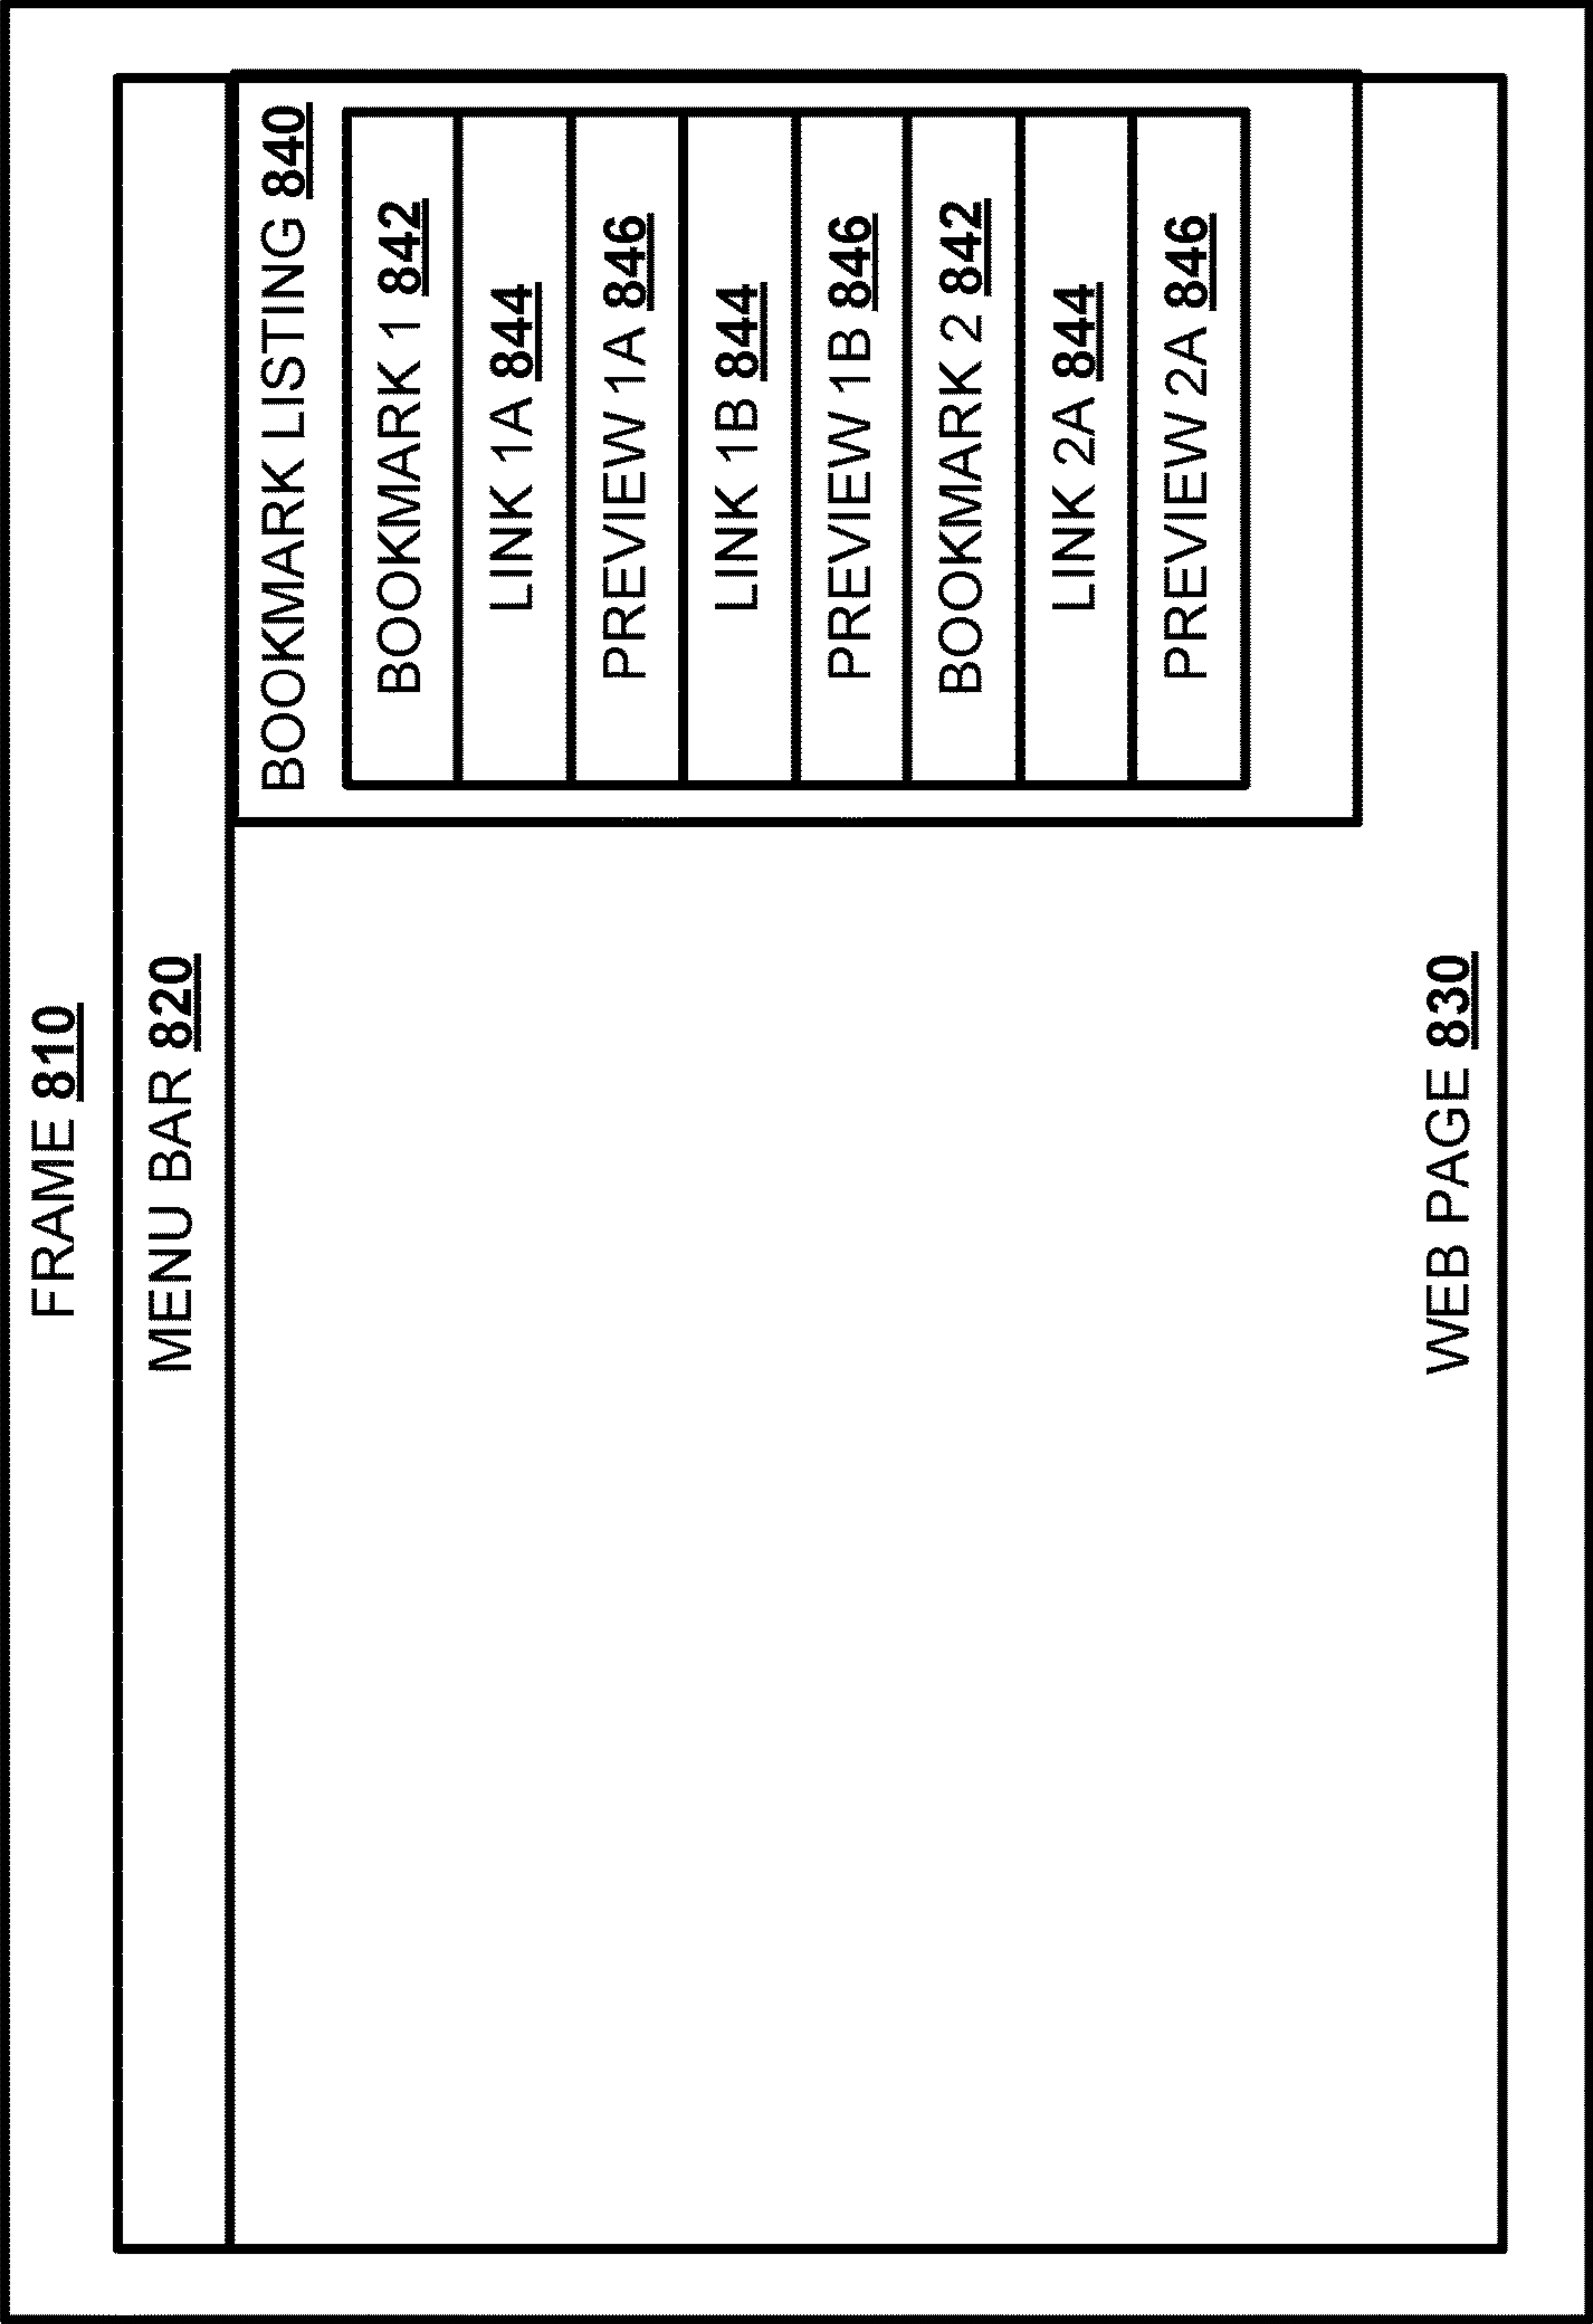 FRAME 810
MENU BAR 820
BOOKMARK LISTING 840
BOOKMARK 1 842
LINK 1A 844
PREVIEW 1A 846
LINK 1B 844
PREVIEW 1B 846
BOOKMARK 2 842
LINK 2A 844
PREVIEW 2A 846
WEB PAGE 830